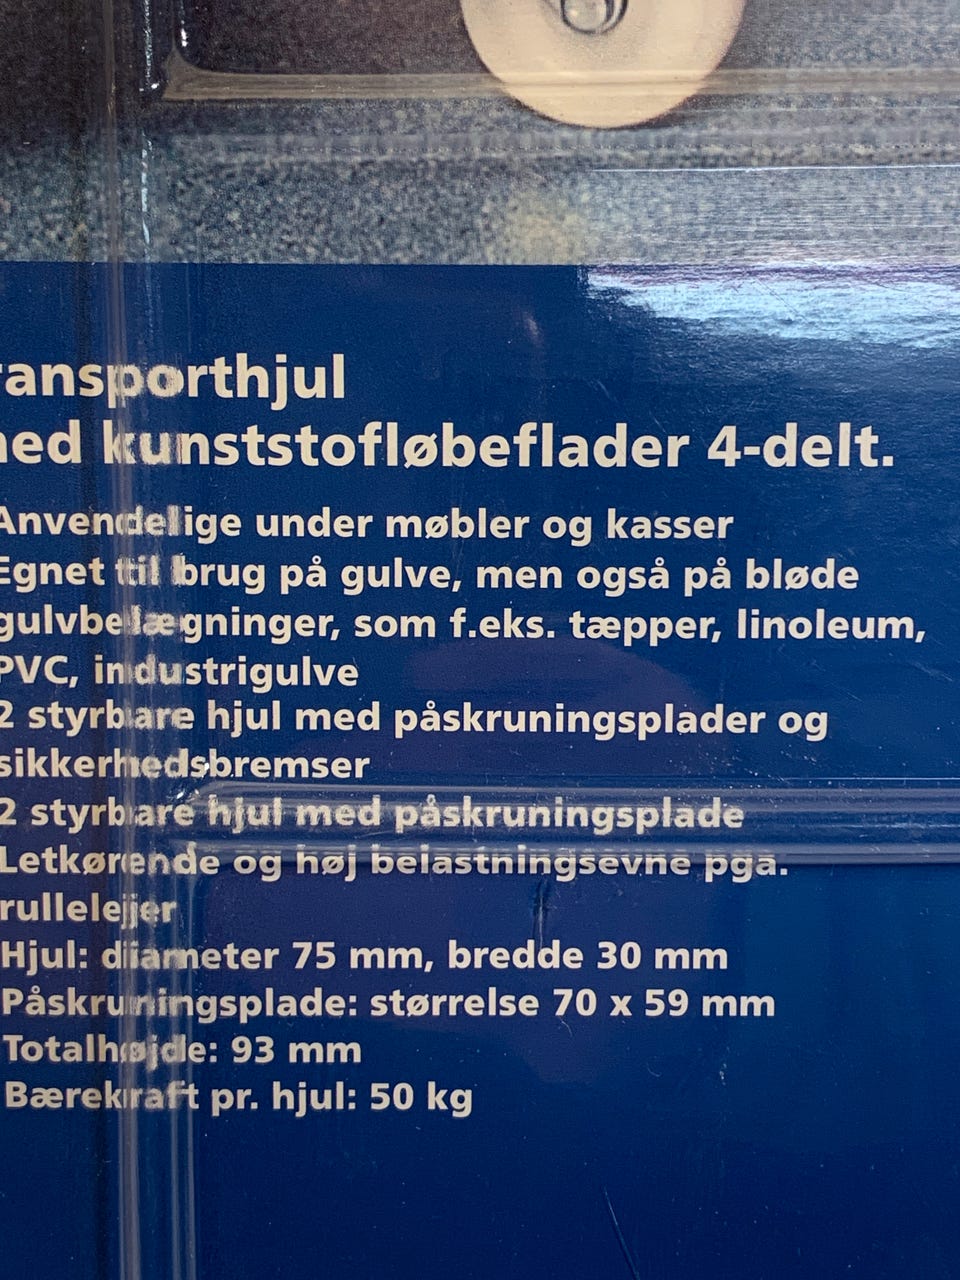 ransporthjul
ned kunststofløbeflader 4-delt.
Anvendelige under møbler og kasser
Egnet til brug på gulve, men også på bløde
gulvbelægninger, som f.eks. tæpper, linoleum,
PVC, industrigulve
2 styrbare hjul med påskruningsplader og
sikkerhedsbremser
2 styrbare hjul med påskruningsplade
Letkørende og høj belastningsevne pga.
rullelejer
Hjul: diameter 75 mm, bredde 30 mm
Påskruningsplade: størrelse 70 x 59 mm
Totalhøjde: 93 mm
Bærekraft pr. hjul: 50 kg